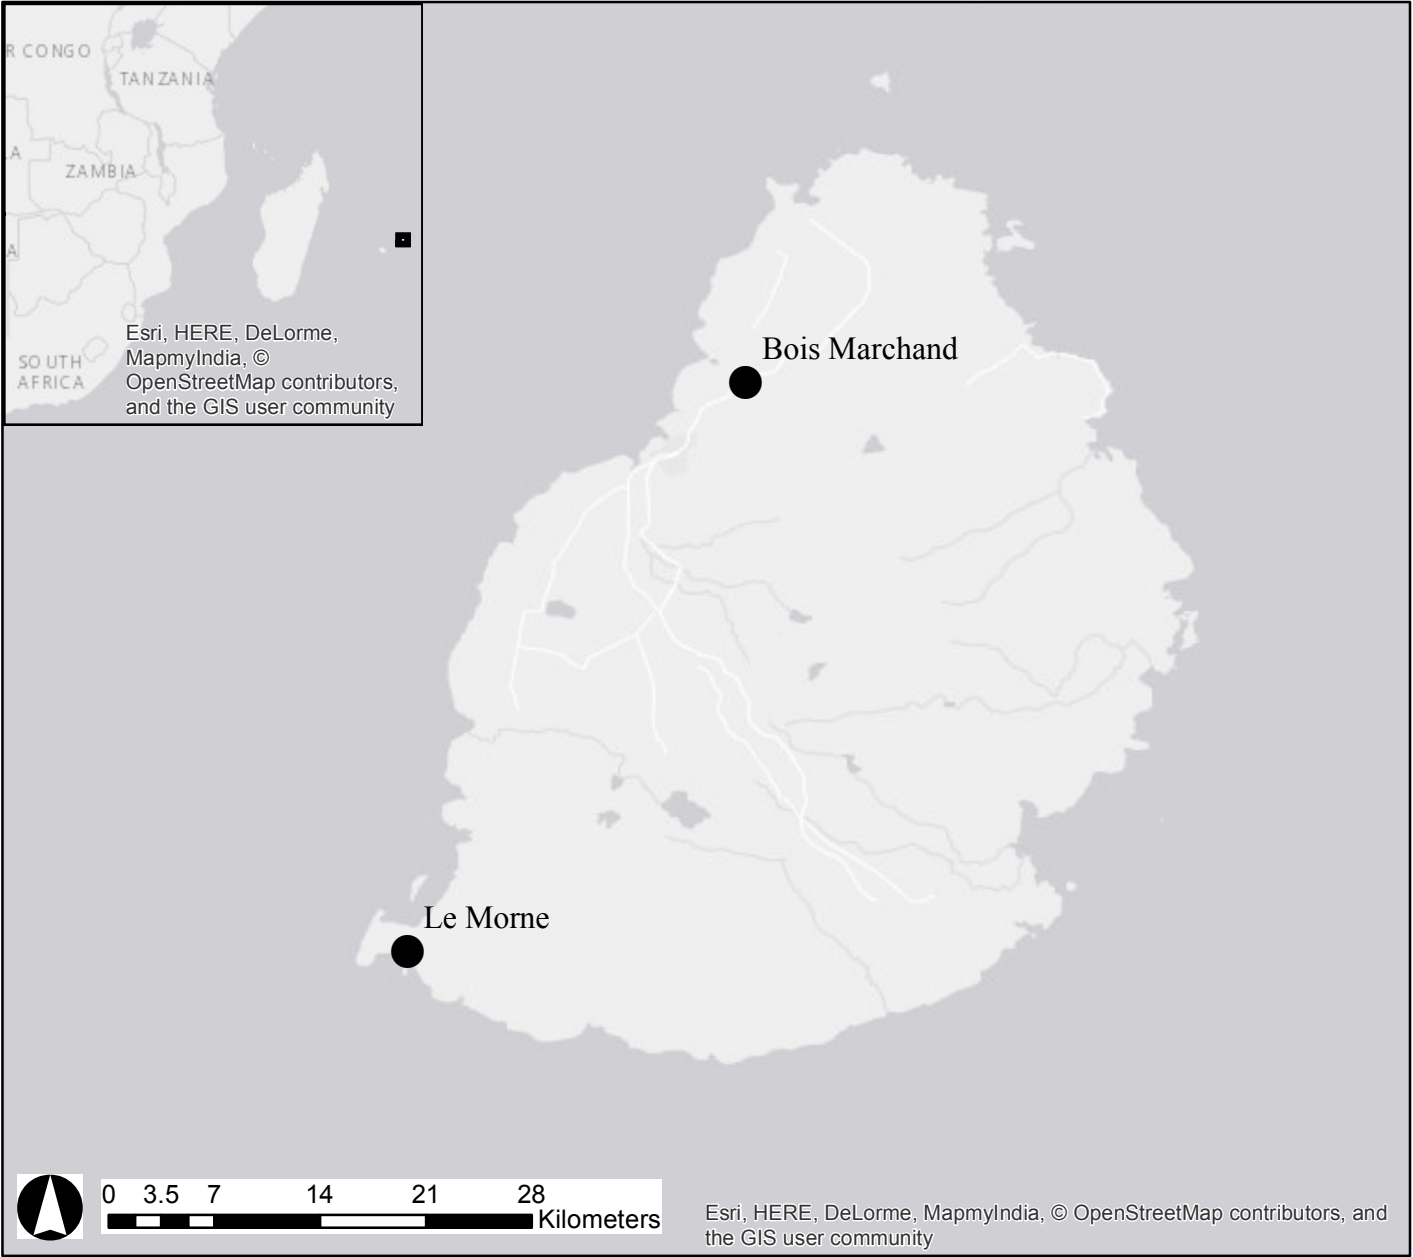 R CONGO
TANZANIA
A
ZAMBIA
A
SOUTH
AFRICA
Esri, HERE, DeLorme,
MapmyIndia, ©
OpenStreetMap contributors,
and the GIS user community
Bois Marchand
Le Morne
0 3.5 7 14 21 28
Kilometers
Esri, HERE, DeLorme, MapmyIndia, © OpenStreetMap contributors, and
the GIS user community